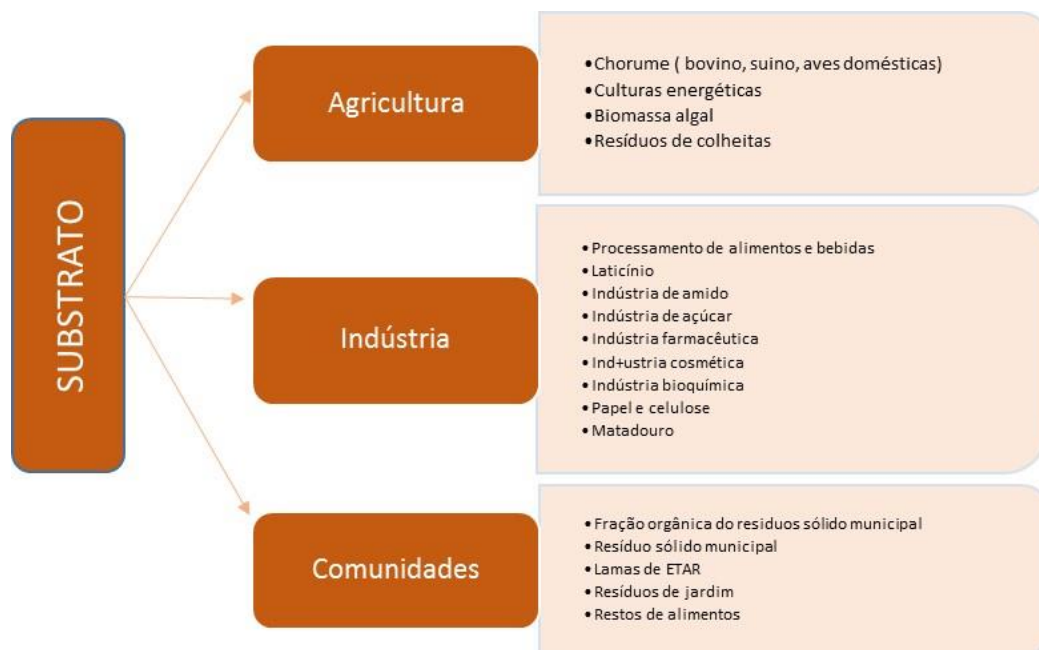 SUBSTRATO
Agricultura
•Chorume ( bovino, suino, aves domésticas)
•Culturas energéticas
•Biomassa algal
•Resíduos de colheitas
Indústria
•Processamento de alimentos e bebidas
•Laticínio
•Indústria de amido
•Indústria de açúcar
•Indústria farmacêutica
•Ind+ustria cosmética
•Indústria bioquímica
•Papel e celulose
•Matadouro
Comunidades
•Fração orgânica do residuos sólido municipal
•Resíduo sólido municipal
•Lamas de ETAR
•Resíduos de jardim
•Restos de alimentos